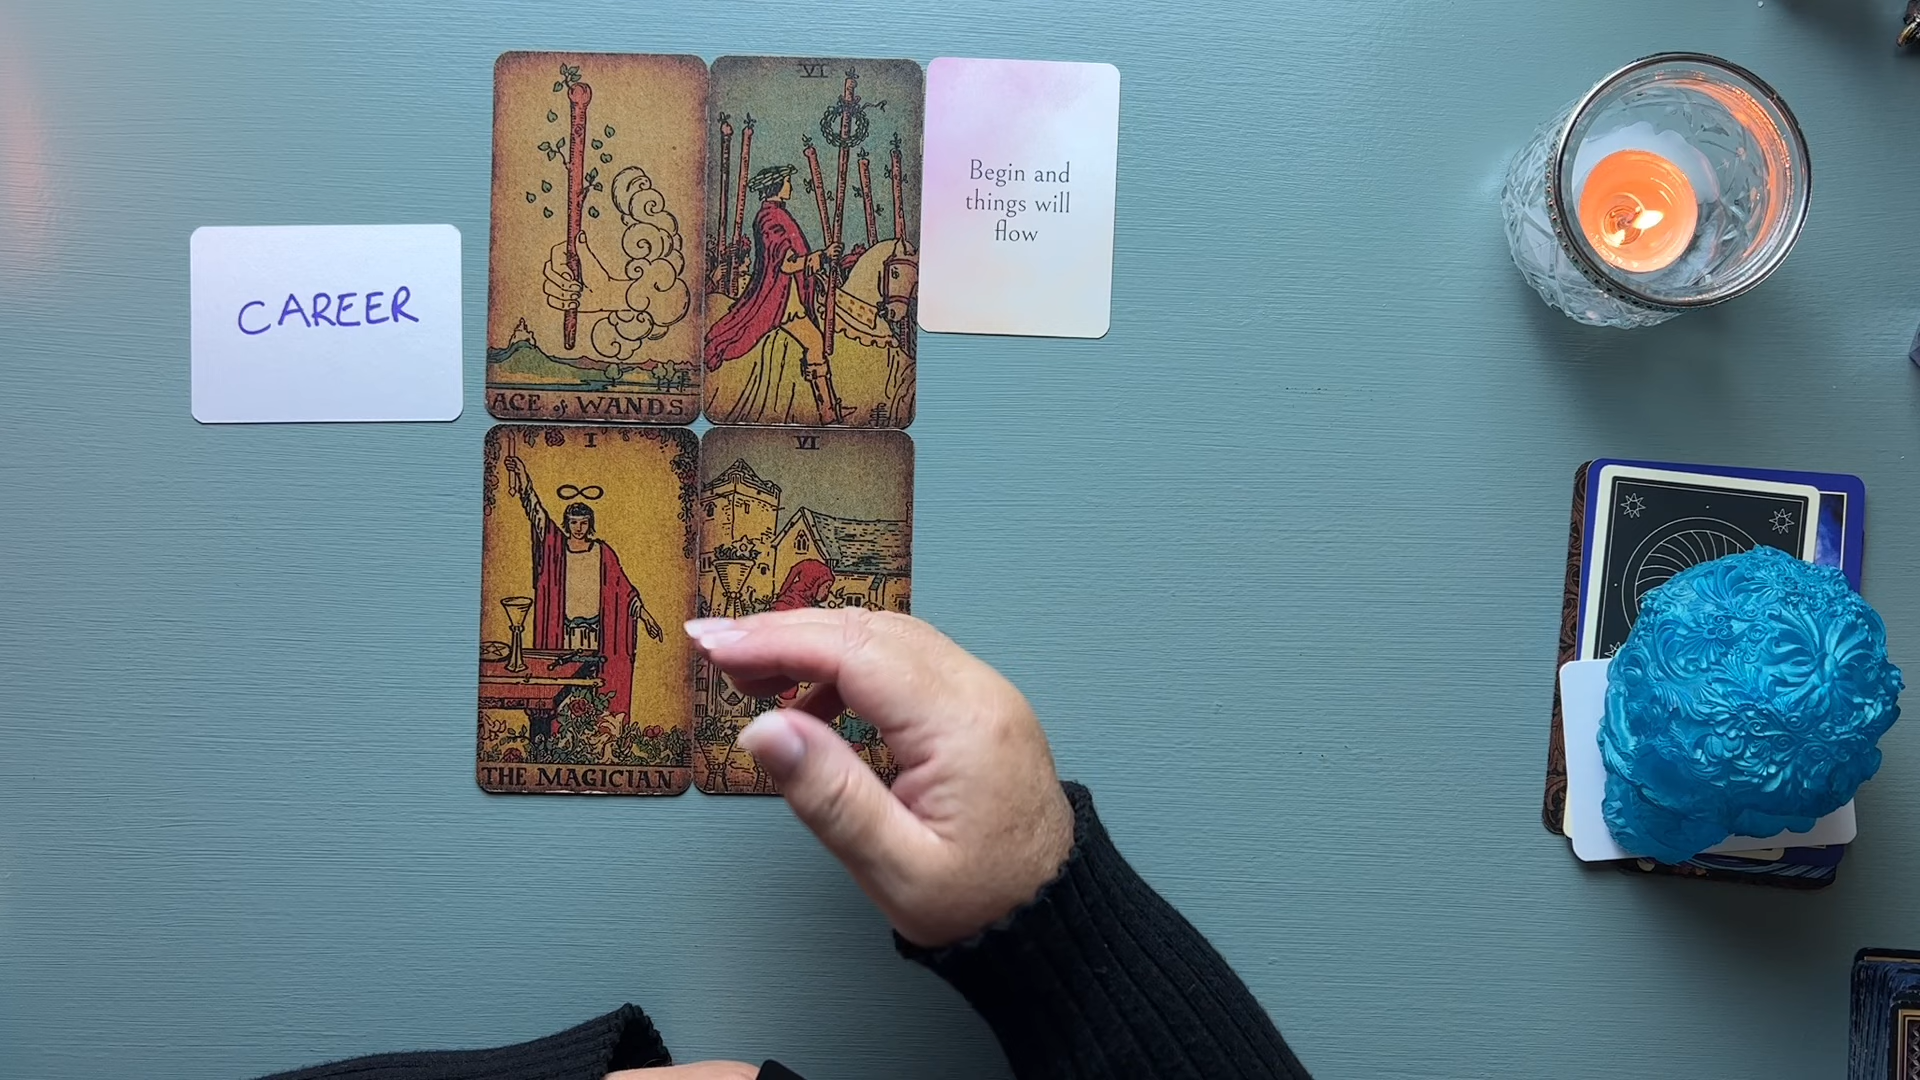 CAREER
ACE of WANDS
VI
Begin and
things will
flow
I
THE MAGICIAN
VI